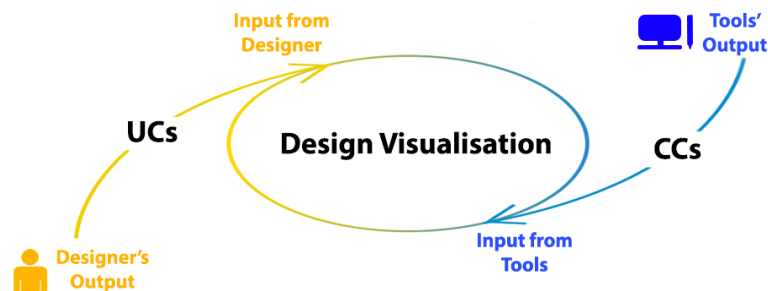 Input from
Designer
Tools'
Output
UCs
Design Visualisation
CCs
Designer's
Output
Input from
Tools